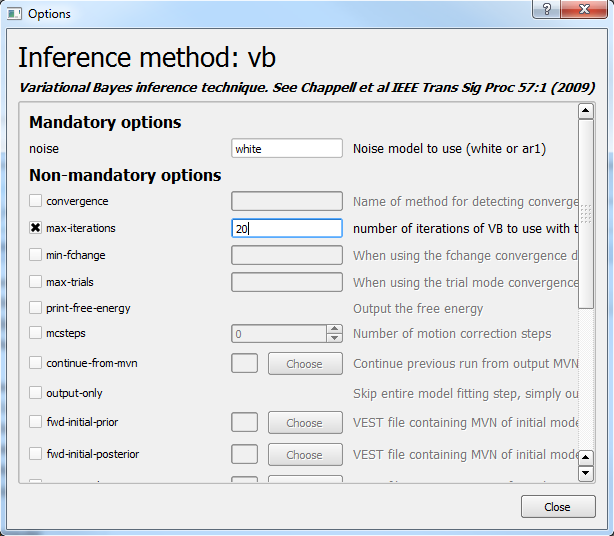 Options
Inference method: vb
Variational Bayes inference technique. See Chappell et al IEEE Trans Sig Proc 57:1 (2009)
Mandatory options
noise white Noise model to use (white or ar1)
Non-mandatory options
convergence Name of method for detecting converge
max-iterations 20 number of iterations of VB to use with t
min-fchange When using the fchange convergence d
max-trials When using the trial mode convergence
print-free-energy Output the free energy
mcsteps 0 Number of motion correction steps
continue-from-mvn Choose Continue previous run from output MVN
output-only Skip entire model fitting step, simply ou
fwd-initial-prior Choose VEST file containing MVN of initial mode
fwd-initial-posterior Choose VEST file containing MVN of initial mode
Close